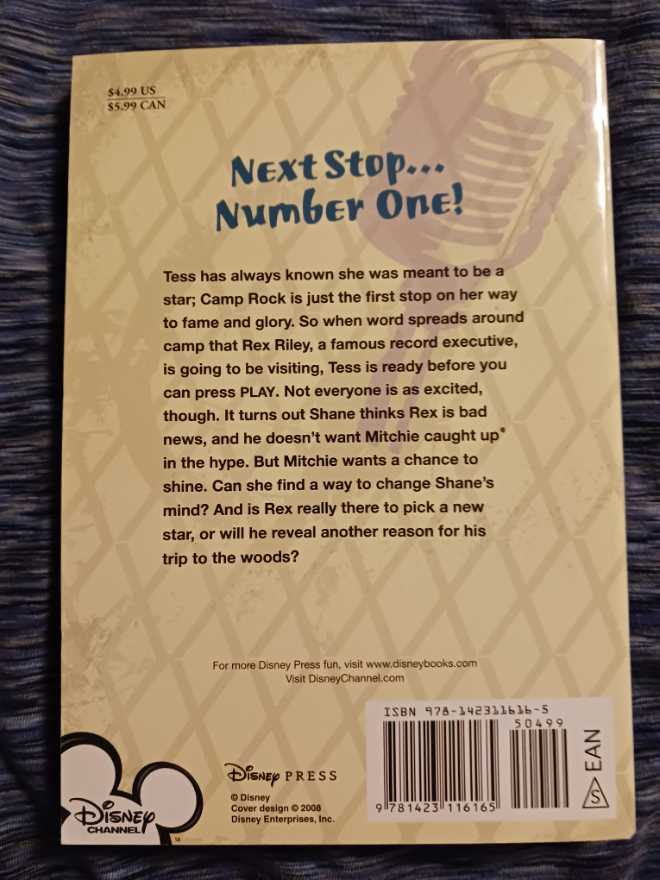 $4.99 US
$5.99 CAN
Next Stop...
Number One!
Tess has always known she was meant to be a
star; Camp Rock is just the first stop on her way
to fame and glory. So when word spreads around
camp that Rex Riley, a famous record executive,
is going to be visiting, Tess is ready before you
can press PLAY. Not everyone is as excited,
though. It turns out Shane thinks Rex is bad
news, and he doesn't want Mitchie caught up
in the hype. But Mitchie wants a chance to
shine. Can she find a way to change Shane's
mind? And is Rex really there to pick a new
star, or will he reveal another reason for his
trip to the woods?
For more Disney Press fun, visit www.disneybooks.com
Visit DisneyChannel.com
Disney CHANNEL
Disney PRESS
© Disney
Cover design © 2008
Disney Enterprises, Inc.
ISBN 978-142311616-5
50499
9 781423 116165
S EAN